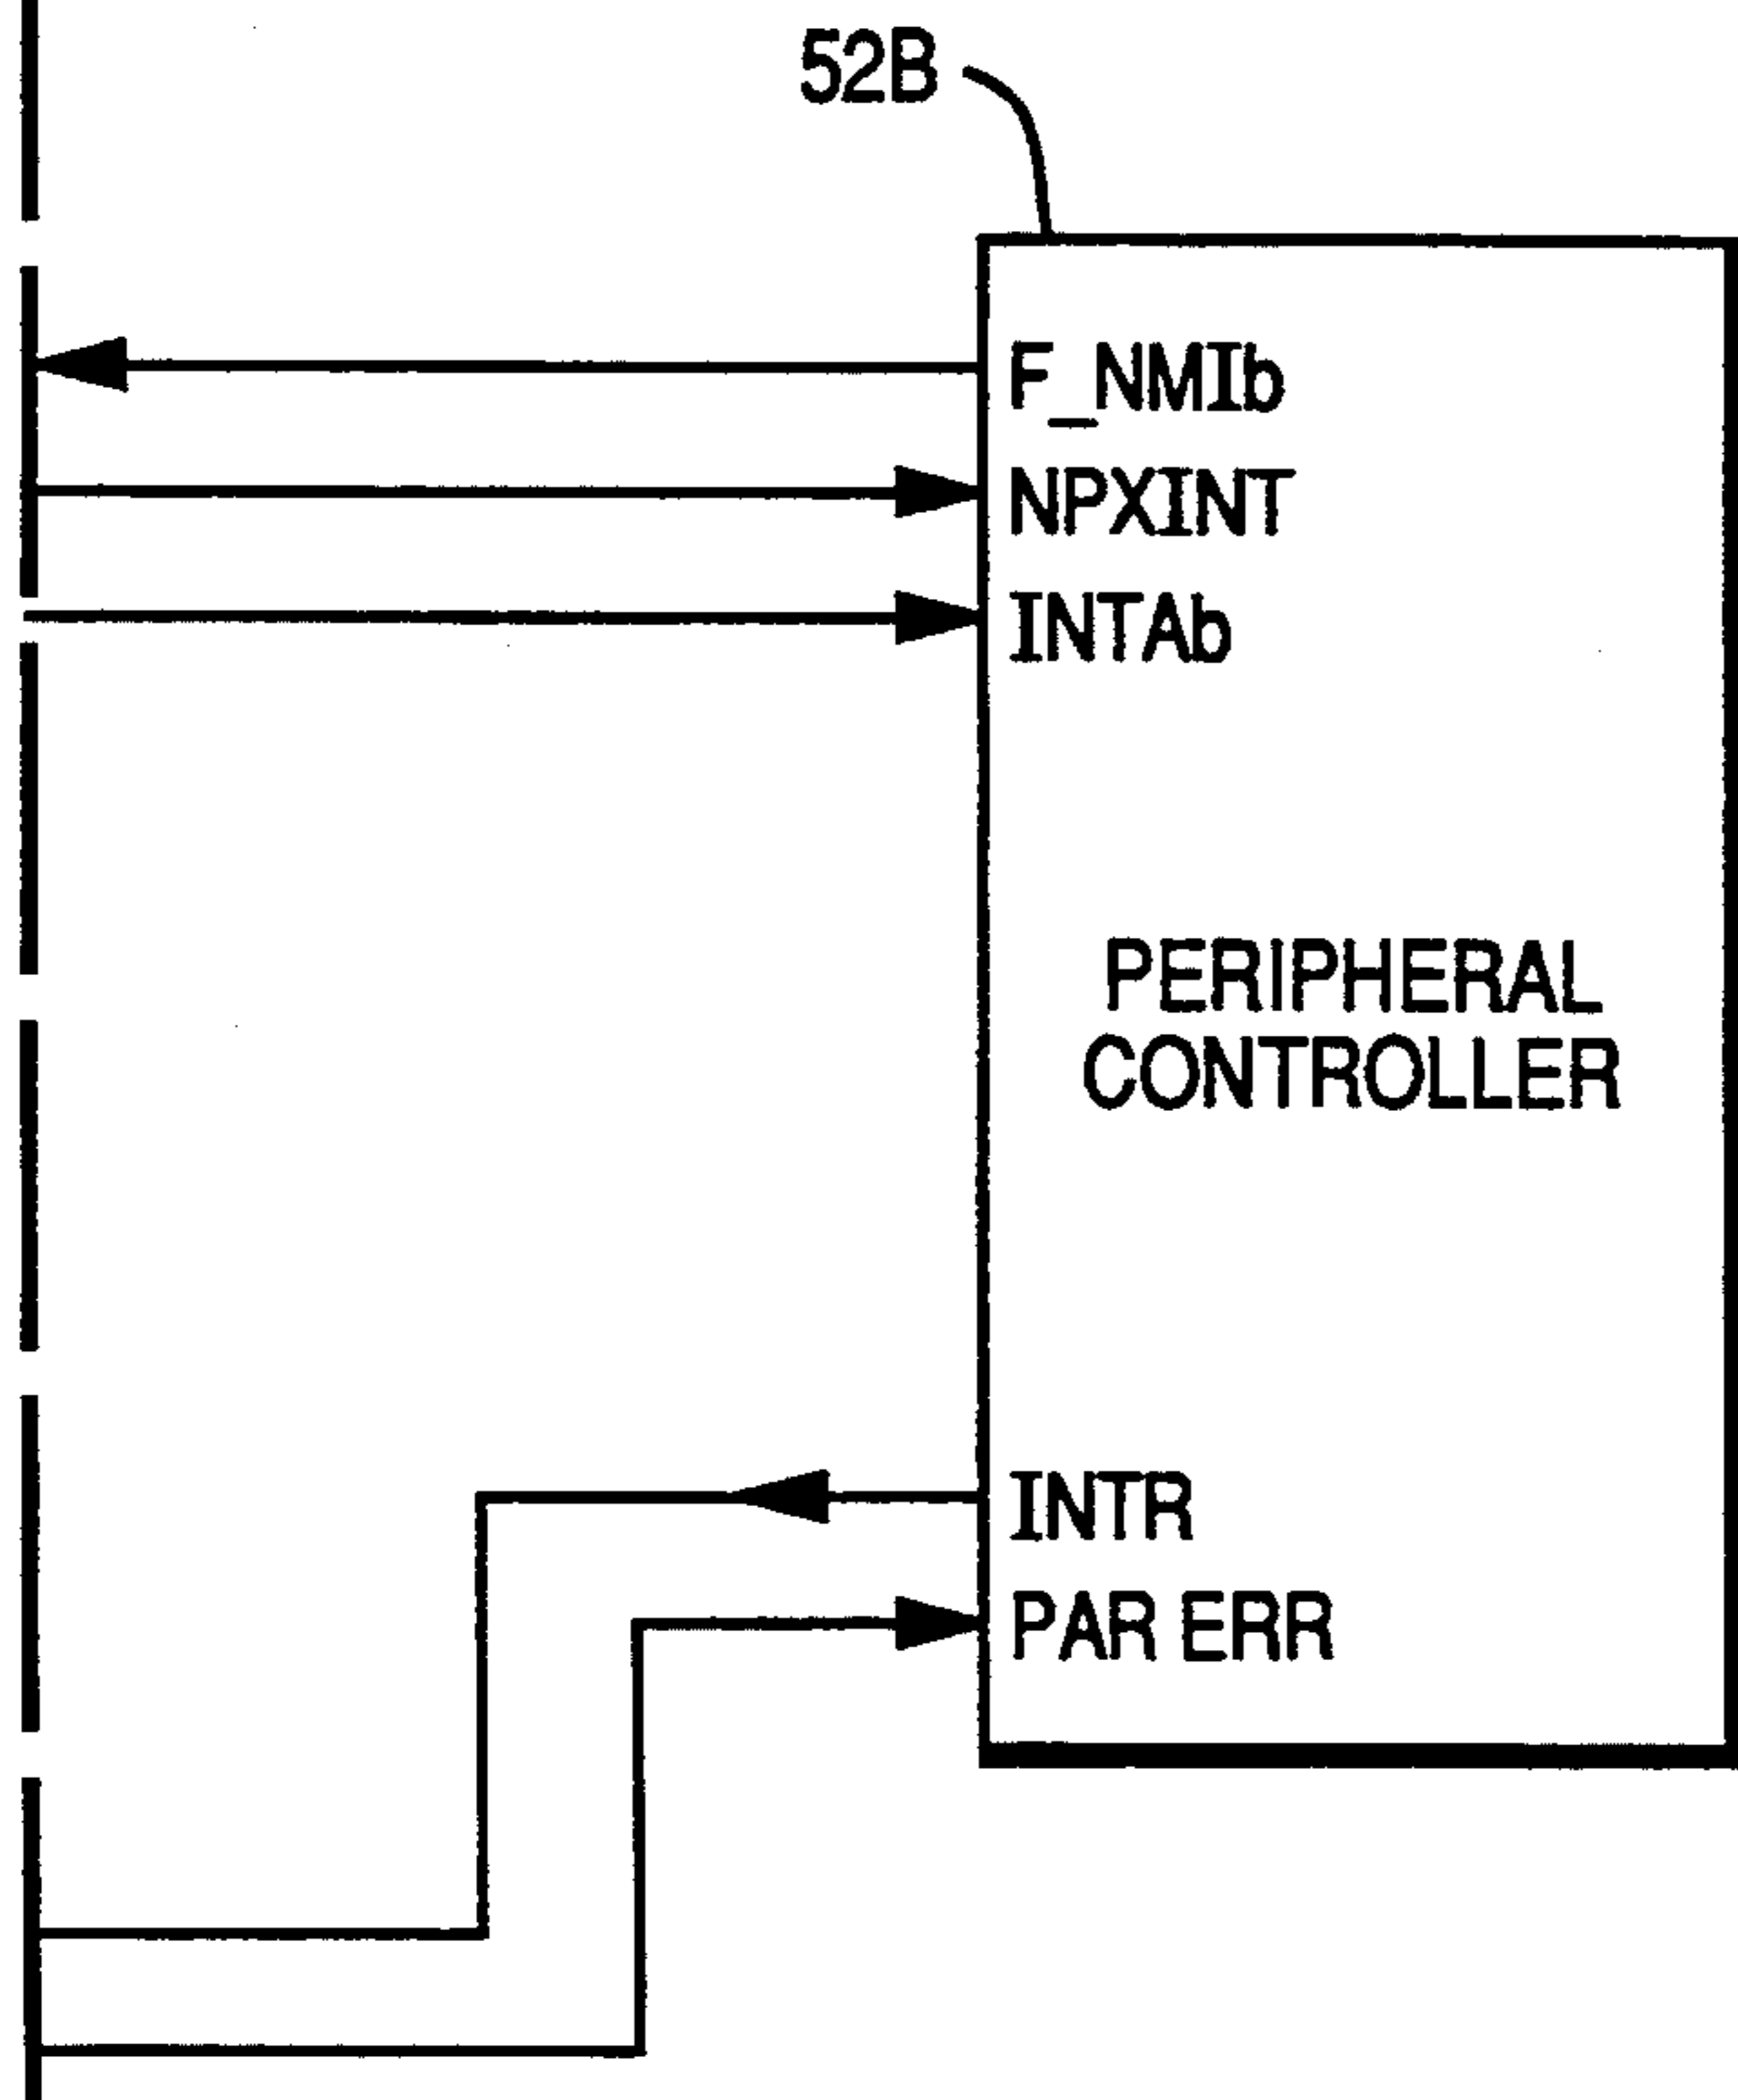 52B
F_NMIb
NPXINT
INTAb
PERIPHERAL
CONTROLLER
INTR
PAR ERR